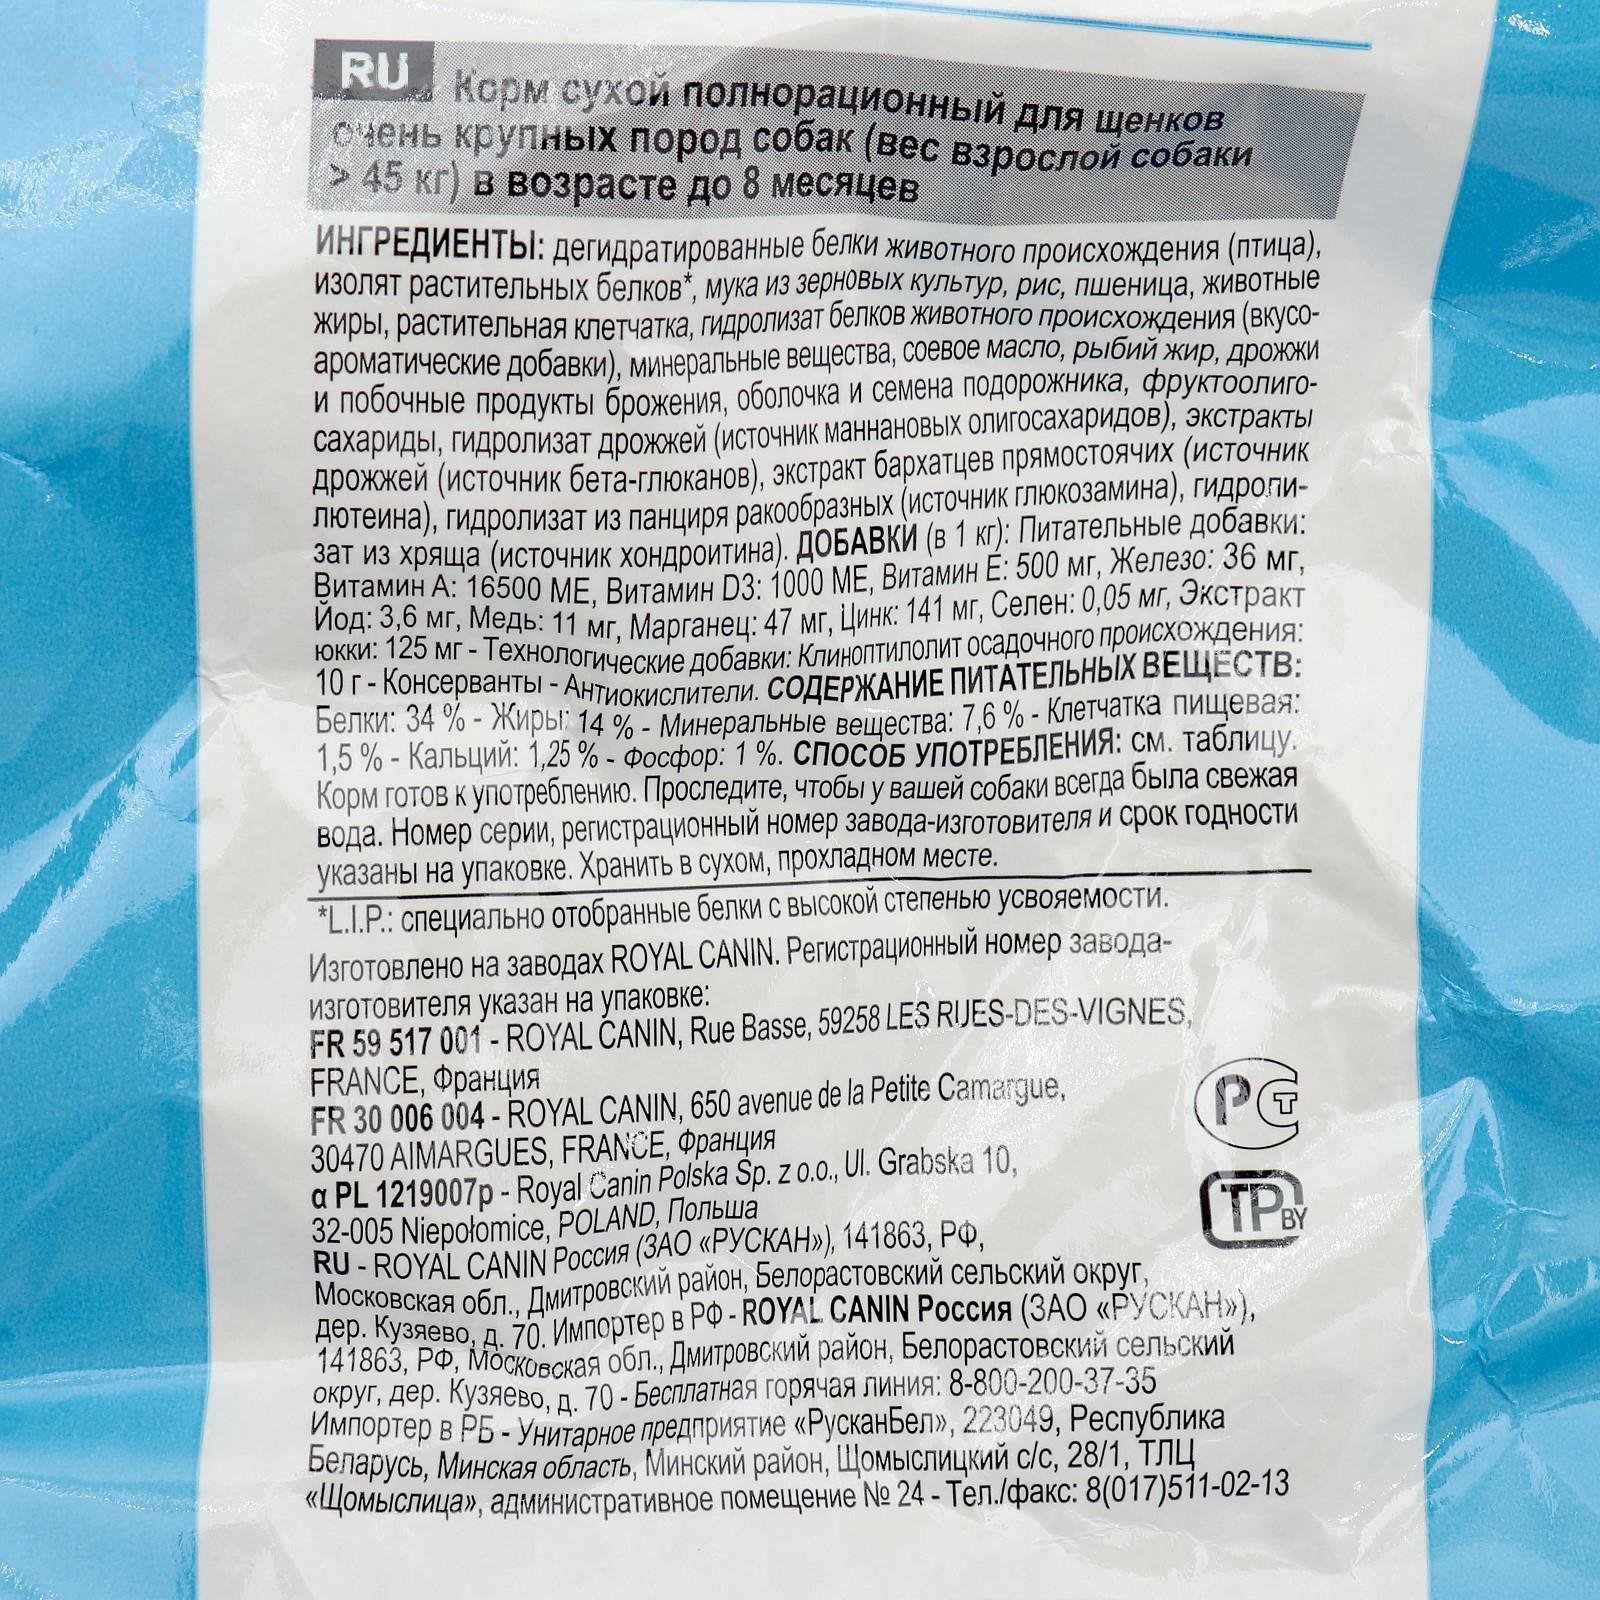 RU Корм сухой полнорационный для щенков
очень крупных пород собак (вес взрослой собаки
> 45 кг) в возрасте до 8 месяцев
ИНГРЕДИЕНТЫ: дегидратированные белки животного происхождения (птица),
изолят растительных белков*, мука из зерновых культур, рис, пшеница, животные
жиры, растительная клетчатка, гидролизат белков животного происхождения (вкусо-
ароматические добавки), минеральные вещества, соевое масло, рыбий жир, дрожжи
и побочные продукты брожения, оболочка и семена подорожника, фруктоолиго-
сахариды, гидролизат дрожжей (источник маннановых олигосахаридов), экстракты
дрожжей (источник бета-глюканов), экстракт бархатцев прямостоячих (источник
лютеина), гидролизат из панциря ракообразных (источник глюкозамина), гидроли-
зат из хряща (источник хондроитина). ДОБАВКИ (в 1 кг): Питательные добавки:
Витамин A: 16500 ME, Витамин D3: 1000 ME, Витамин E: 500 мг, Железо: 36 мг,
Йод: 3,6 мг, Медь: 11 мг, Марганец: 47 мг, Цинк: 141 мг, Селен: 0,05 мг, Экстракт
юкки: 125 мг - Технологические добавки: Клиноптилолит осадочного происхождения:
10 г - Консерванты - Антиокислители. СОДЕРЖАНИЕ ПИТАТЕЛЬНЫХ ВЕЩЕСТВ:
Белки: 34 % - Жиры: 14 % - Минеральные вещества: 7,6 % - Клетчатка пищевая:
1,5 % - Кальций: 1,25 % - Фосфор: 1 %. СПОСОБ УПОТРЕБЛЕНИЯ: см. таблицу.
Корм готов к употреблению. Проследите, чтобы у вашей собаки всегда была свежая
вода. Номер серии, регистрационный номер завода-изготовителя и срок годности
указаны на упаковке. Хранить в сухом, прохладном месте.
*L.I.P.: специально отобранные белки с высокой степенью усвояемости.
Изготовлено на заводах ROYAL CANIN. Регистрационный номер завода-
изготовителя указан на упаковке:
FR 59 517 001 - ROYAL CANIN, Rue Basse, 59258 LES RUES-DES-VIGNES,
FRANCE, Франция
FR 30 006 004 - ROYAL CANIN, 650 avenue de la Petite Camargue,
30470 AIMARGUES, FRANCE, Франция
α PL 1219007p - Royal Canin Polska Sp. z o.o., Ul. Grabska 10,
32-005 Niepołomice, POLAND, Польша
RU - ROYAL CANIN Россия (ЗАО «РУСКАН»), 141863, РФ,
Московская обл., Дмитровский район, Белорастовский сельский округ,
дер. Кузяево, д. 70. Импортер в РФ - ROYAL CANIN Россия (ЗАО «РУСКАН»),
141863, РФ, Московская обл., Дмитровский район, Белорастовский сельский
округ, дер. Кузяево, д. 70 - Бесплатная горячая линия: 8-800-200-37-35
Импортер в РБ - Унитарное предприятие «РусканБел», 223049, Республика
Беларусь, Минская область, Минский район, Щомыслицкий с/с, 28/1, ТЛЦ
«Щомыслица», административное помещение № 24 - Тел./факс: 8(017)511-02-13
РСТ
TP BY